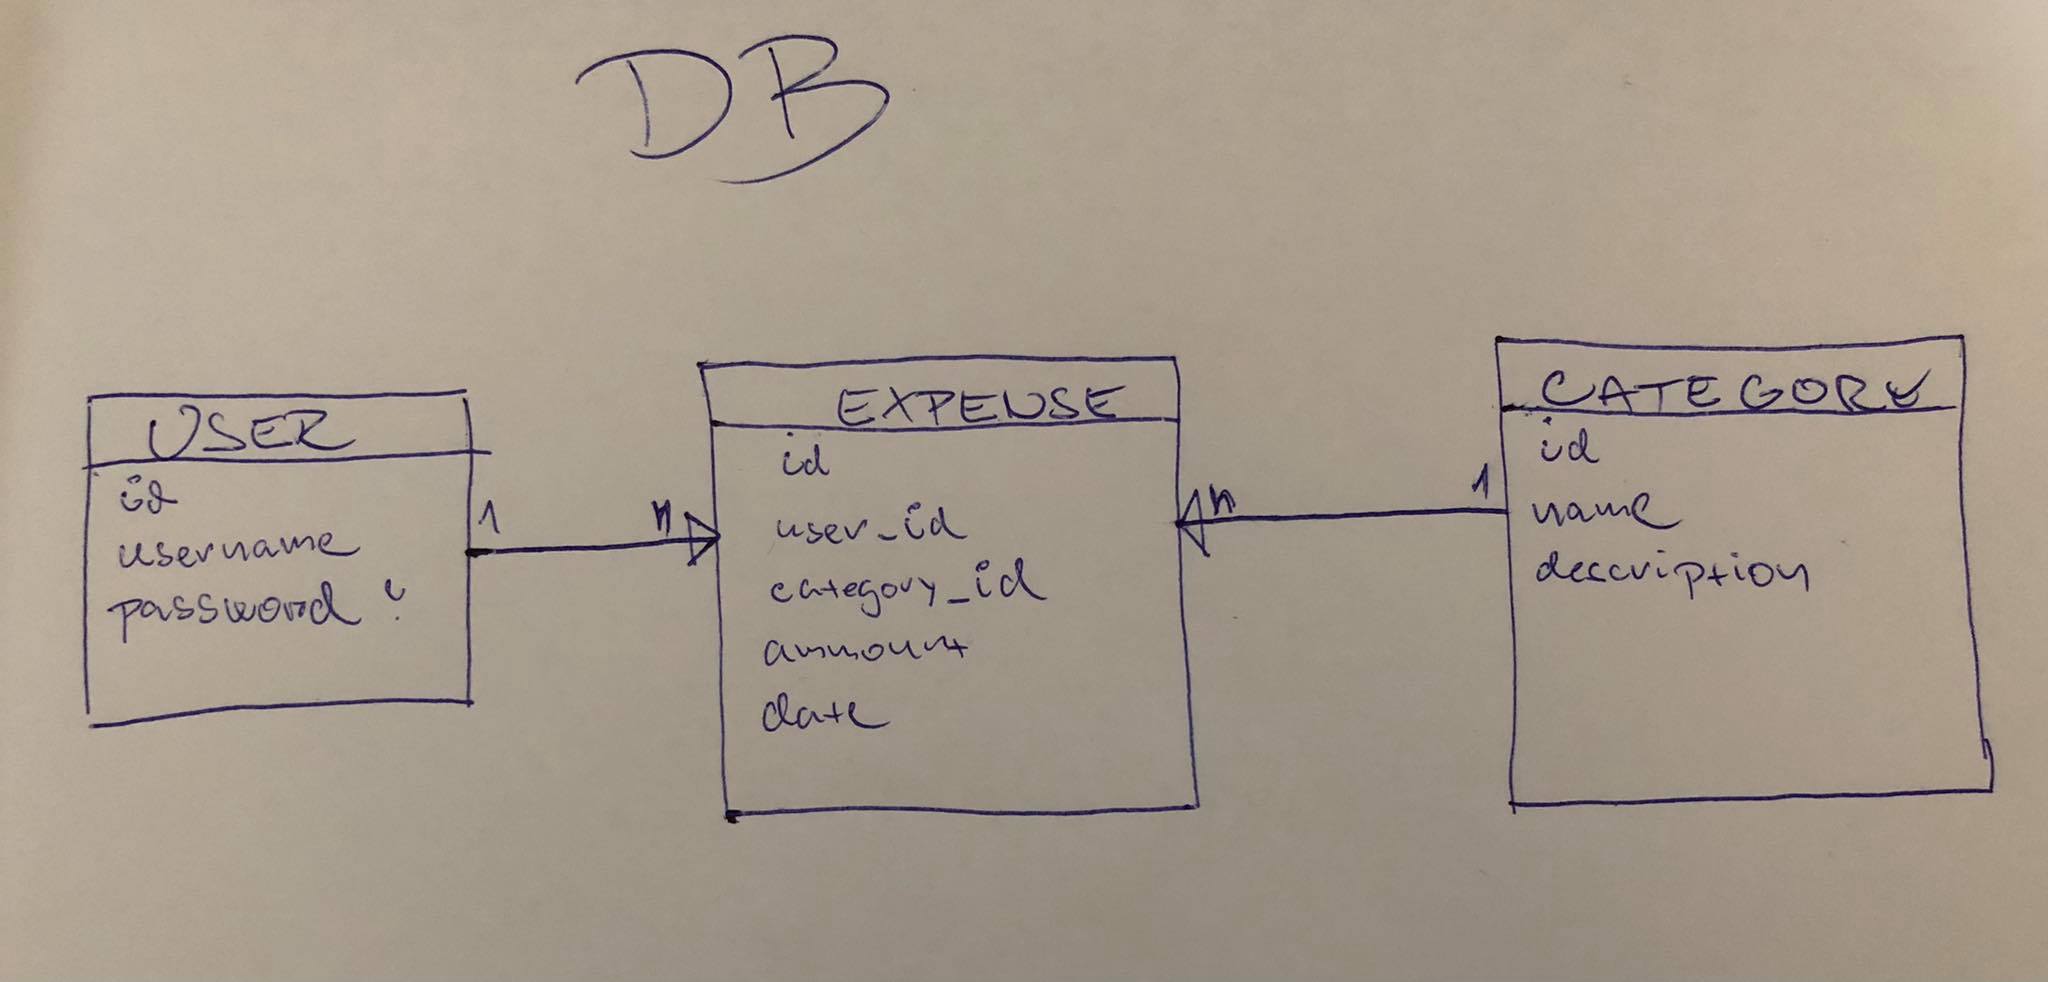 DB
USER
id
username
password ?
1
n
EXPENSE
id
user_id
category_id
ammount
date
n
1
CATEGORY
id
name
description